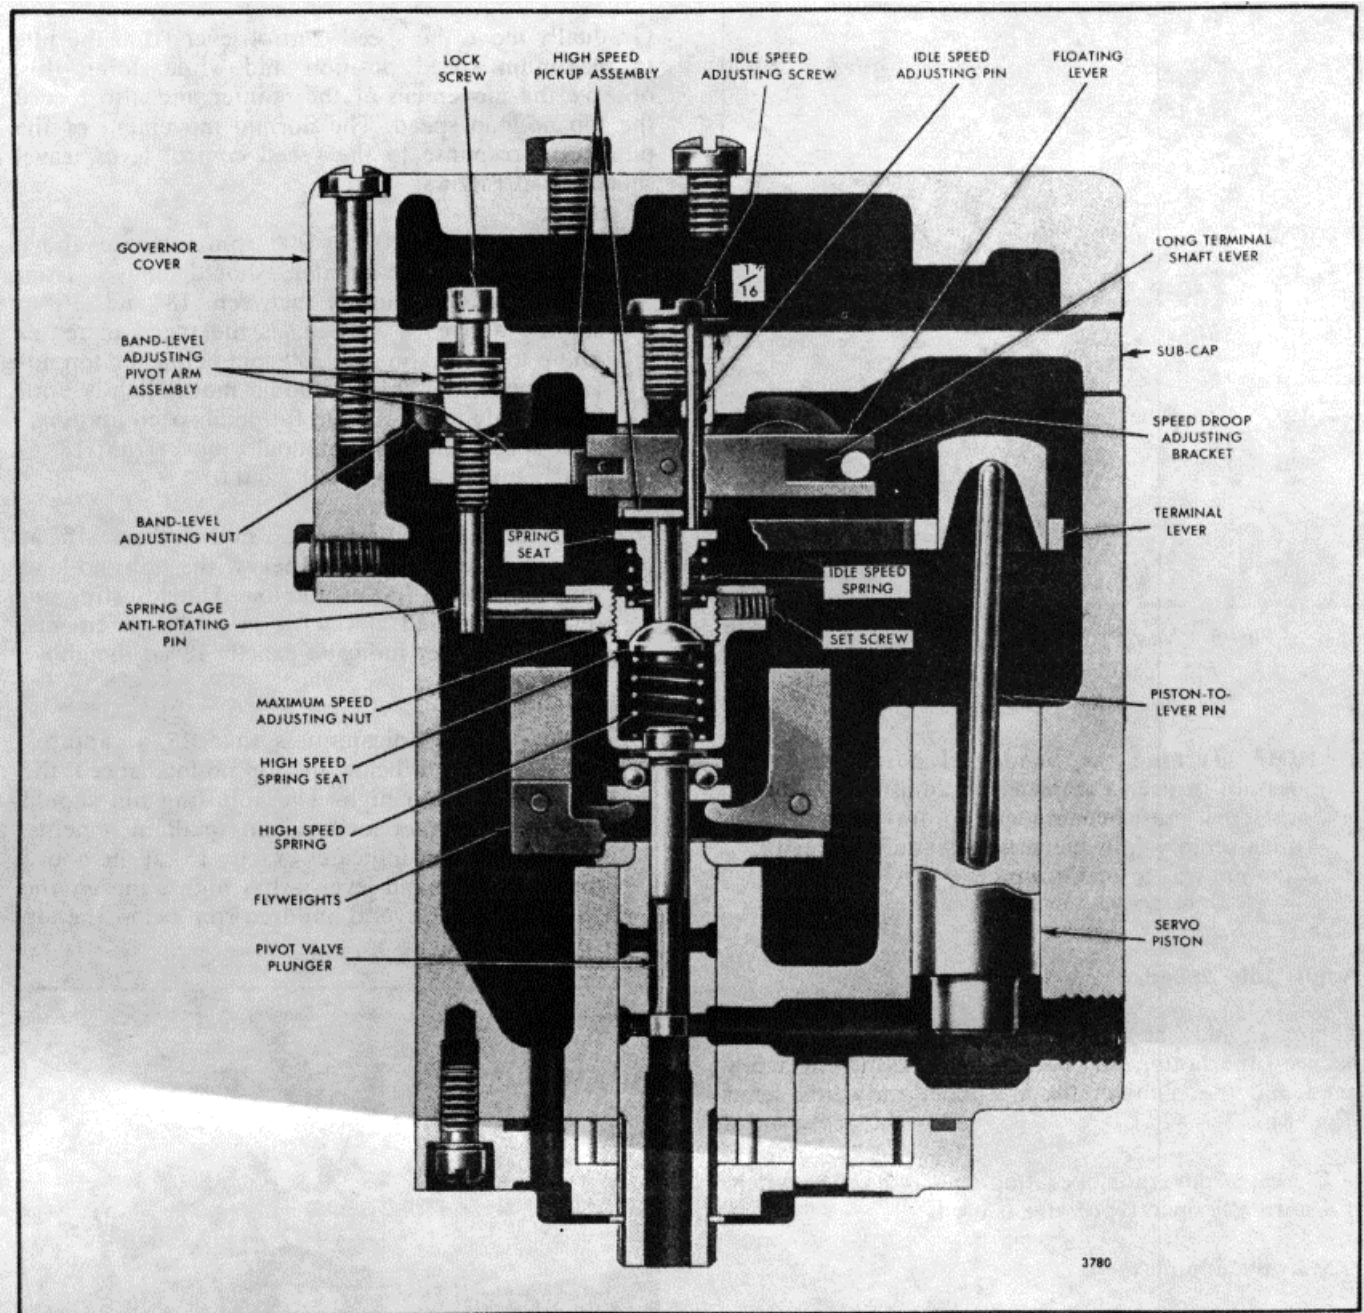 LOCK
SCREW
HIGH SPEED
PICKUP ASSEMBLY
IDLE SPEED
ADJUSTING SCREW
IDLE SPEED
ADJUSTING PIN
FLOATING
LEVER
GOVERNOR
COVER
LONG TERMINAL
SHAFT LEVER
1"
16
BAND-LEVEL
ADJUSTING
PIVOT ARM
ASSEMBLY
SUB-CAP
SPEED DROOP
ADJUSTING
BRACKET
BAND-LEVEL
ADJUSTING NUT
SPRING
SEAT
TERMINAL
LEVER
IDLE SPEED
SPRING
SPRING CAGE
ANTI-ROTATING
PIN
SET SCREW
MAXIMUM SPEED
ADJUSTING NUT
PISTON-TO-
LEVER PIN
HIGH SPEED
SPRING SEAT
HIGH SPEED
SPRING
FLYWEIGHTS
SERVO
PISTON
PIVOT VALVE
PLUNGER
3780